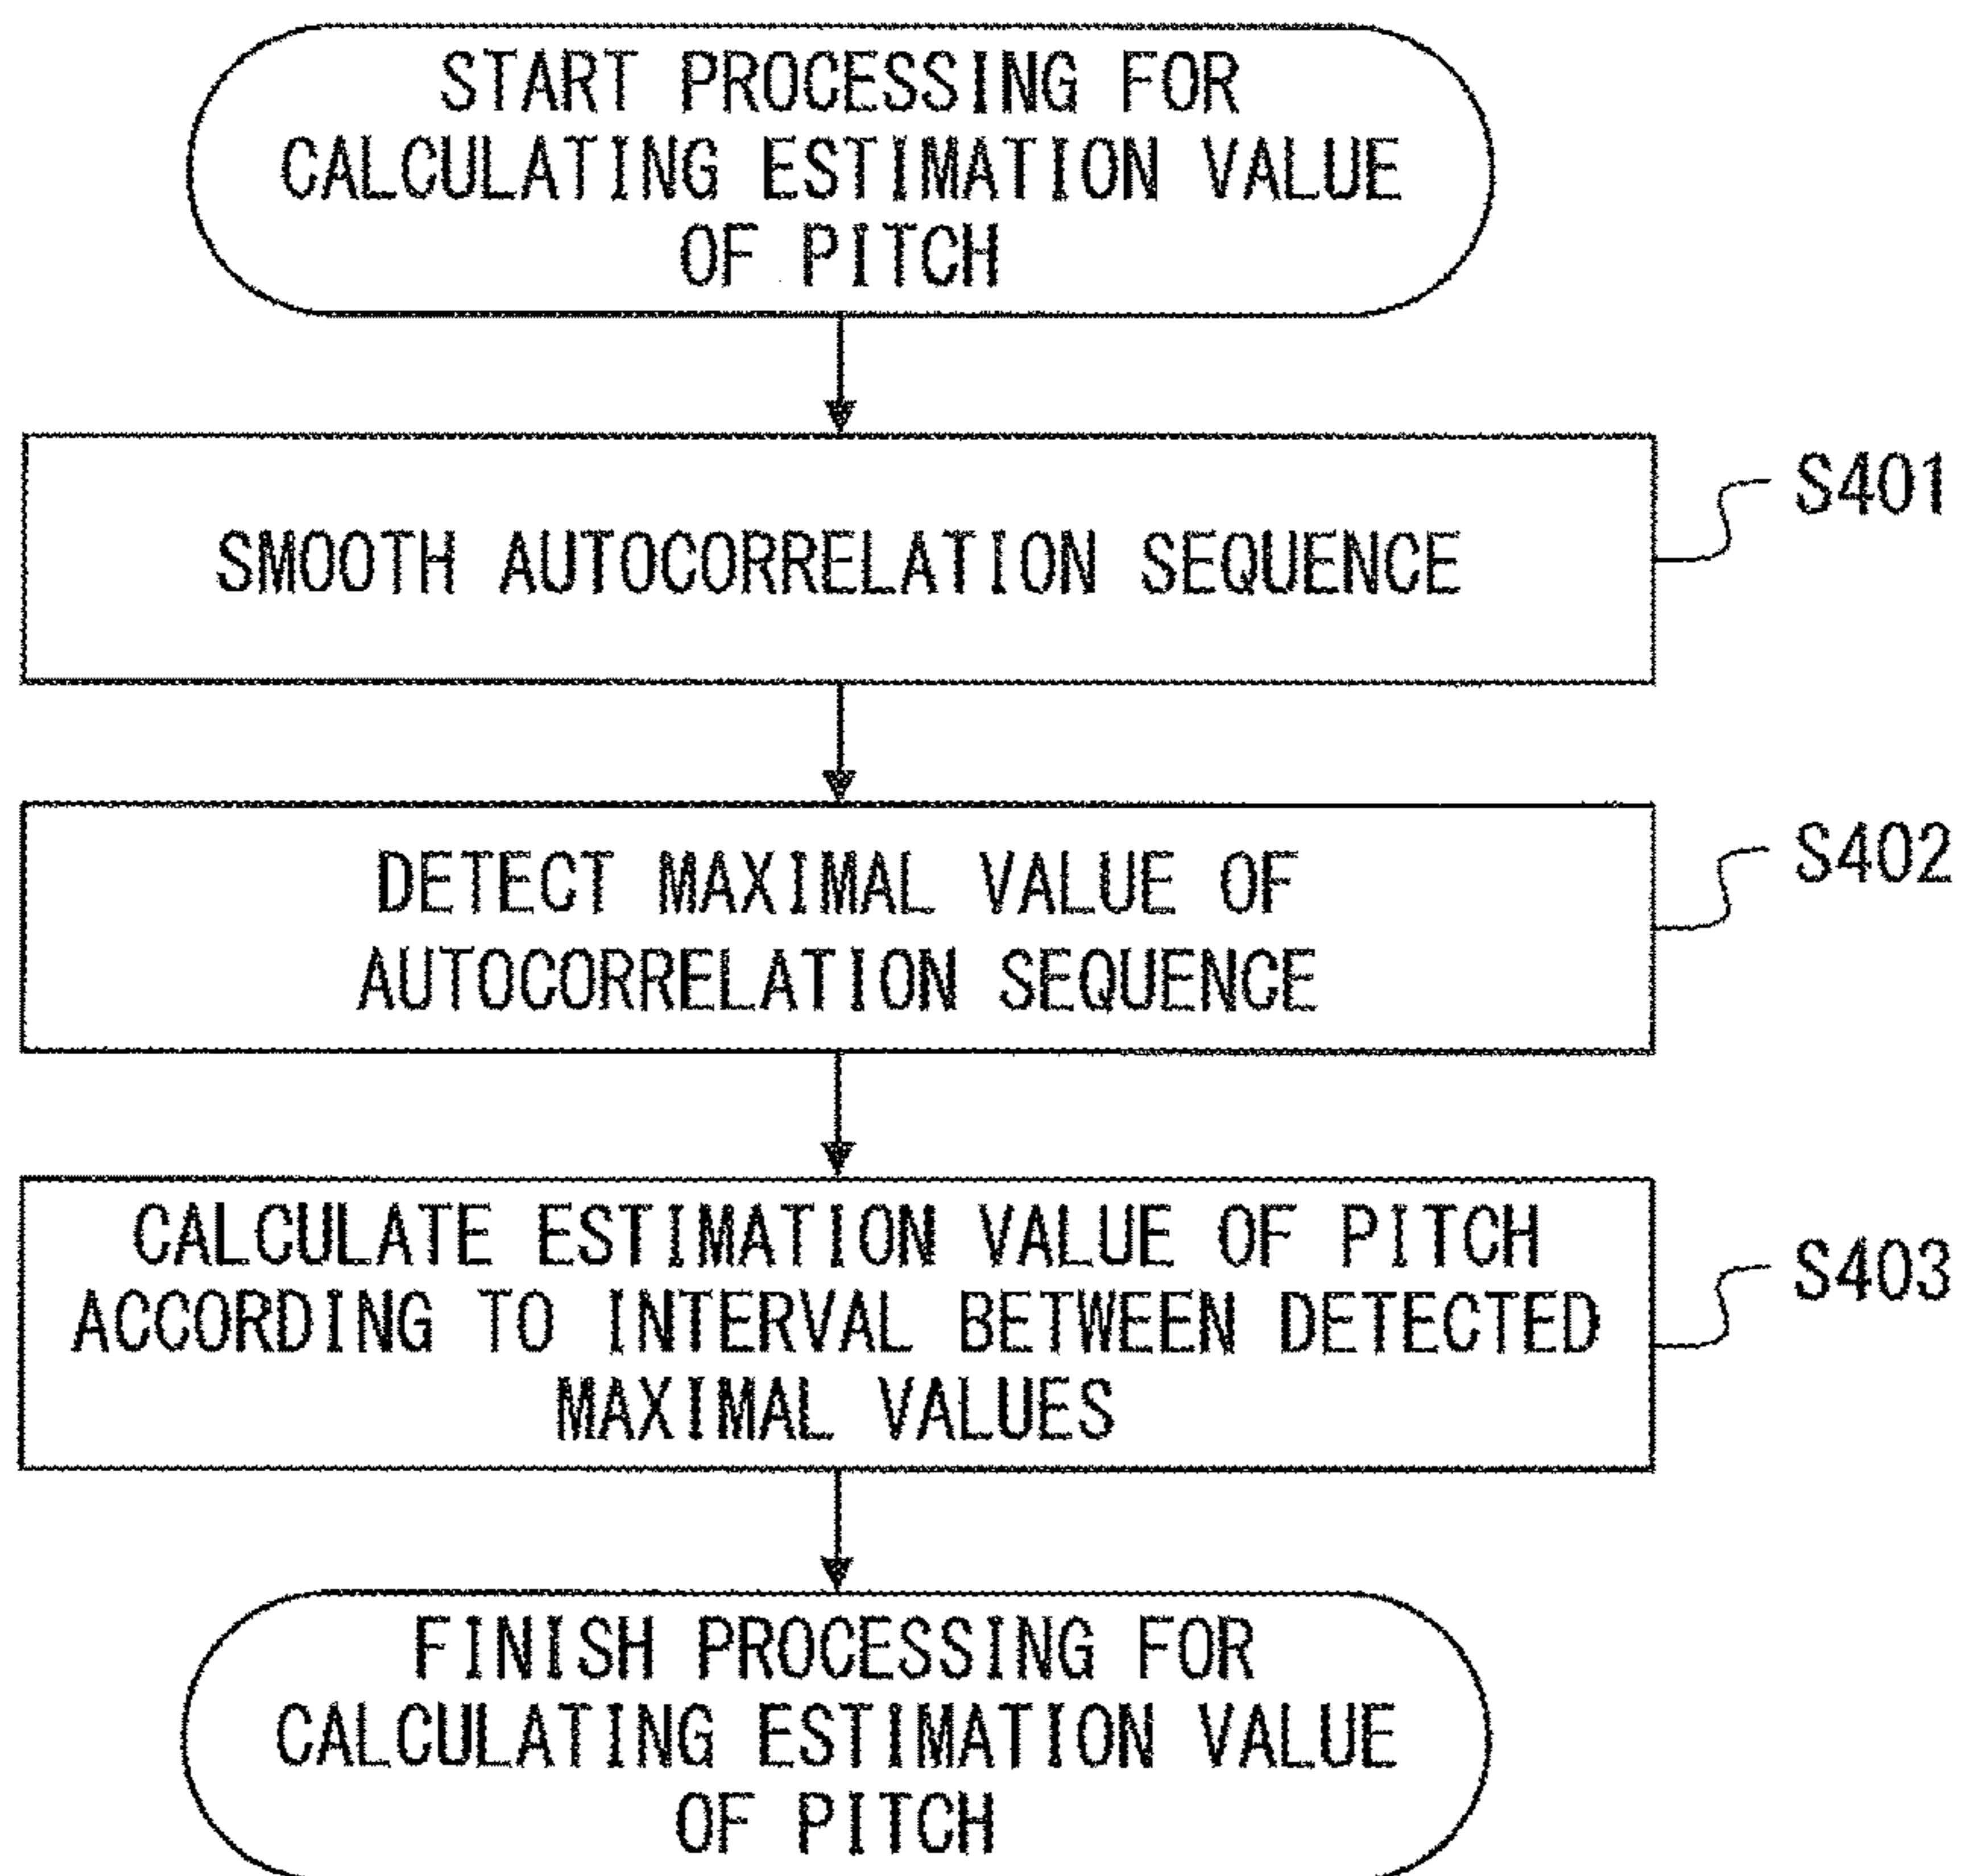 START PROCESSING FOR
CALCULATING ESTIMATION VALUE
OF PITCH
S401
SMOOTH AUTOCORRELATION SEQUENCE
S402
DETECT MAXIMAL VALUE OF
AUTOCORRELATION SEQUENCE
S403
CALCULATE ESTIMATION VALUE OF PITCH
ACCORDING TO INTERVAL BETWEEN DETECTED
MAXIMAL VALUES
FINISH PROCESSING FOR
CALCULATING ESTIMATION VALUE
OF PITCH